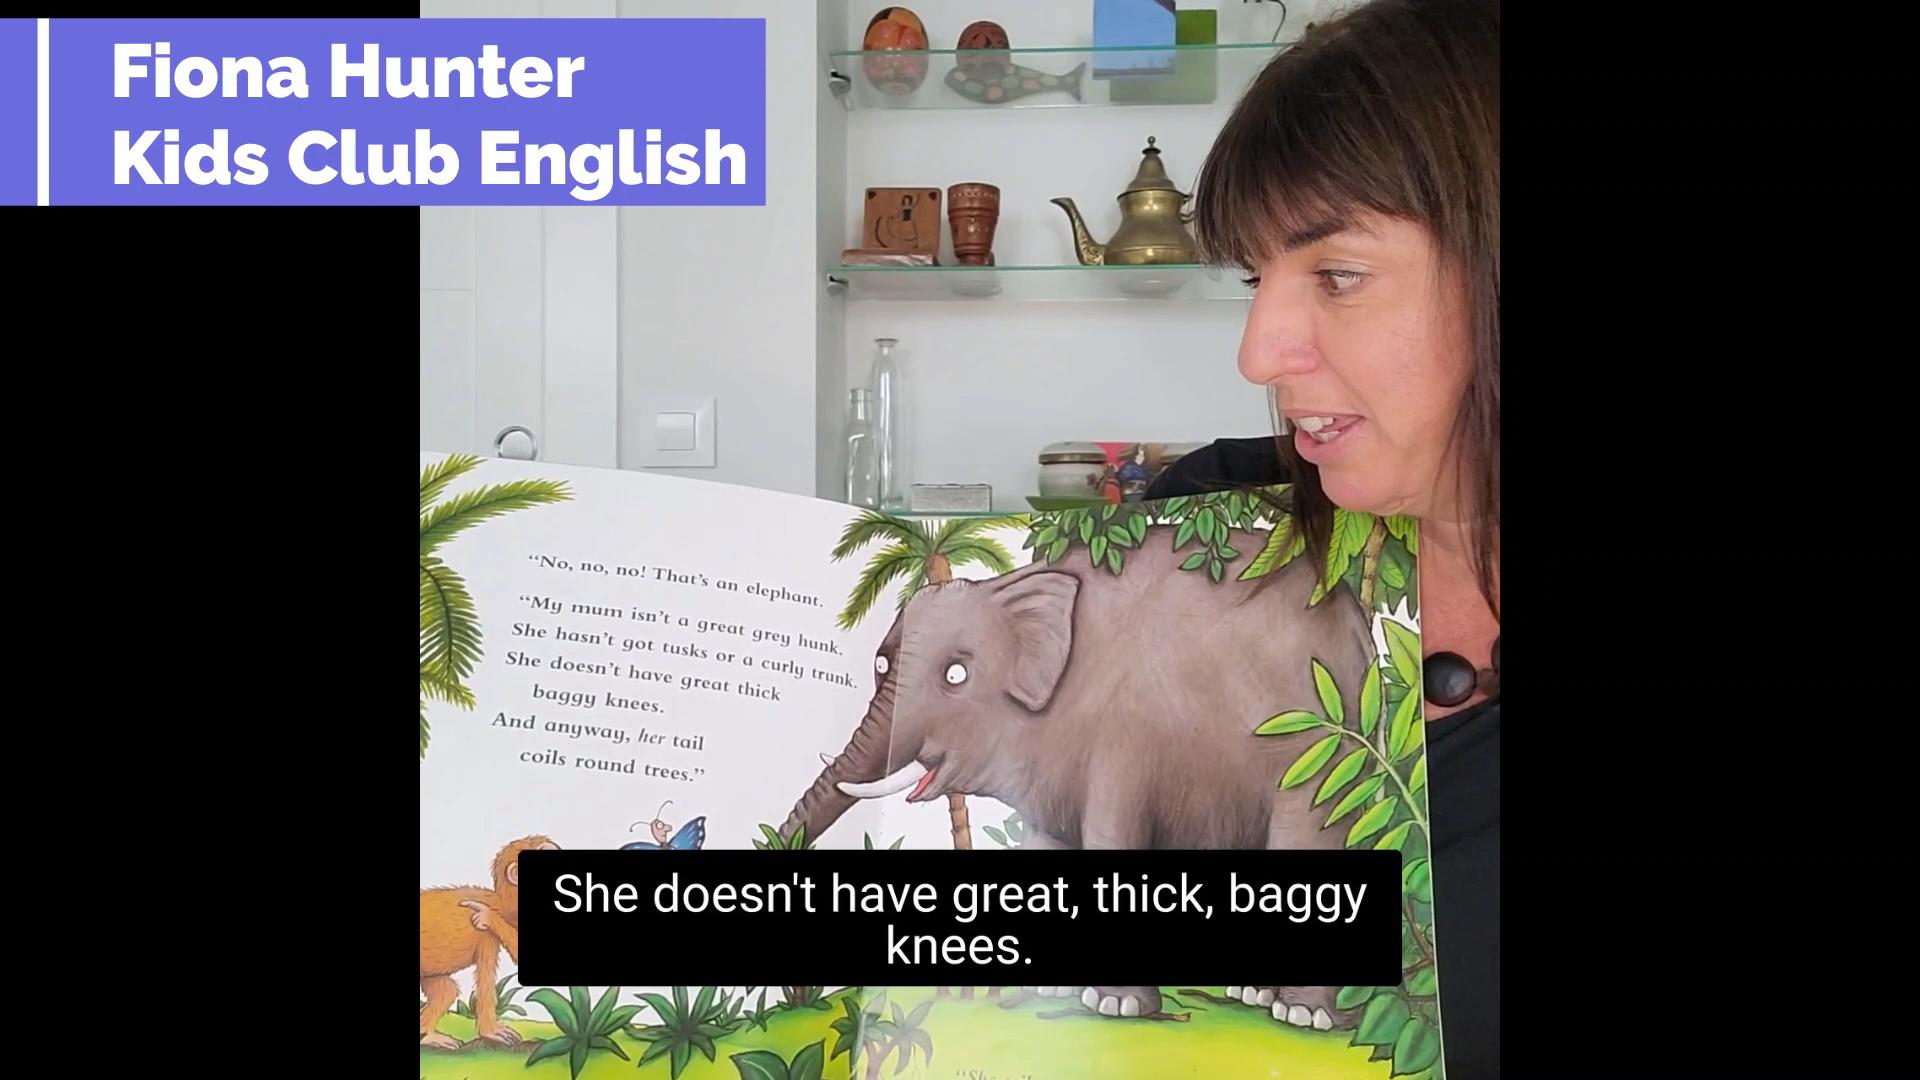 Fiona Hunter
Kids Club English
“No, no, no! That’s an elephant.
“My mum isn’t a great grey hunk.
She hasn’t got tusks or a curly trunk.
She doesn’t have great thick
baggy knees.
And anyway, her tail
coils round trees.”
She doesn't have great, thick, baggy
knees.
“She